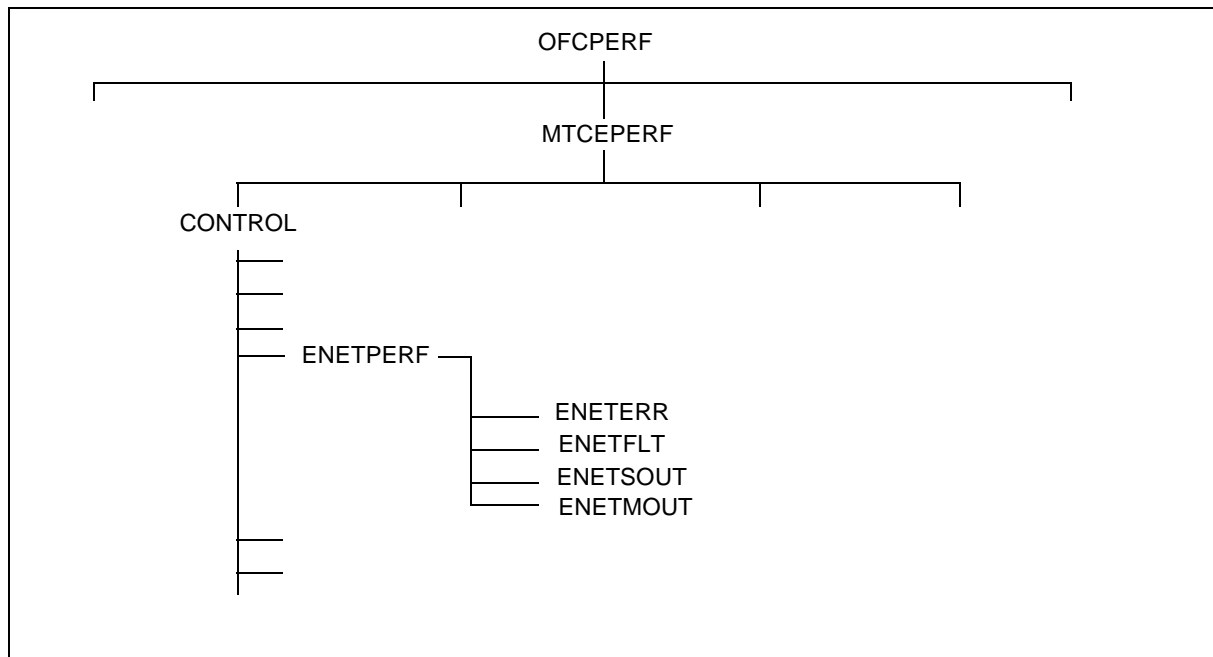 OFCPERF
MTCEPERF
CONTROL
ENETPERF
ENETERR
ENETFLT
ENETSOUT
ENETMOUT